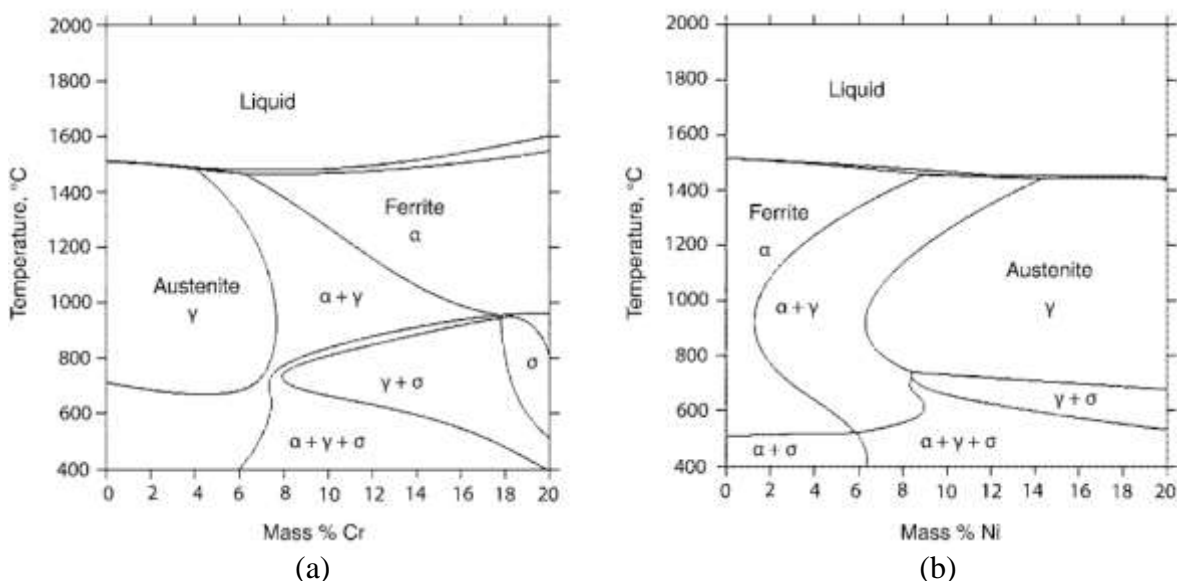 2000
1800
1600
1400
1200
1000
800
600
400
Temperature, °C
Liquid
Ferrite
α
Austenite
γ
α + γ
σ
γ + σ
α + γ + σ
0 2 4 6 8 10 12 14 16 18 20
Mass % Cr
(a)
2000
1800
1600
1400
1200
1000
800
600
400
Temperature, °C
Liquid
Ferrite
α
Austenite
γ
α + γ
γ + σ
α + γ + σ
α + σ
0 2 4 6 8 10 12 14 16 18 20
Mass % Ni
(b)